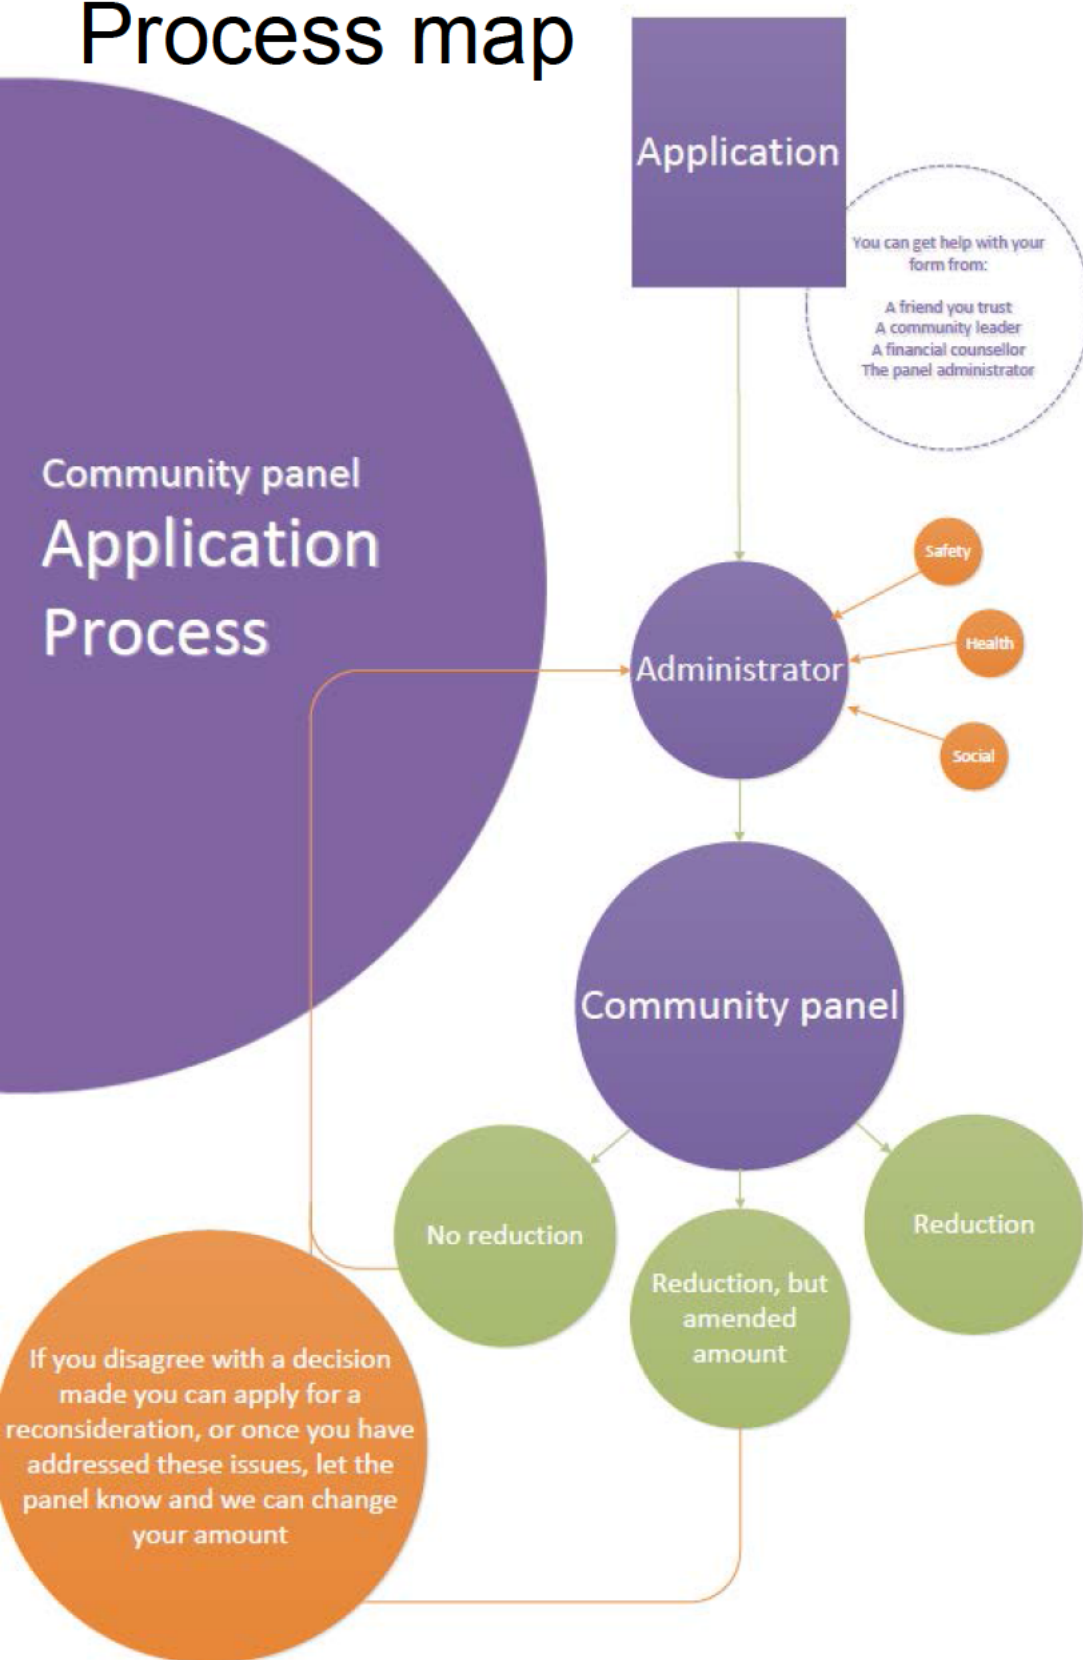 Process map
Application
You can get help with your
form from:
A friend you trust
A community leader
A financial counsellor
The panel administrator
Community panel
Application
Process
Safety
Health
Administrator
Social
Community panel
No reduction
Reduction
Reduction, but
amended
amount
If you disagree with a decision
made you can apply for a
reconsideration, or once you have
addressed these issues, let the
panel know and we can change
your amount